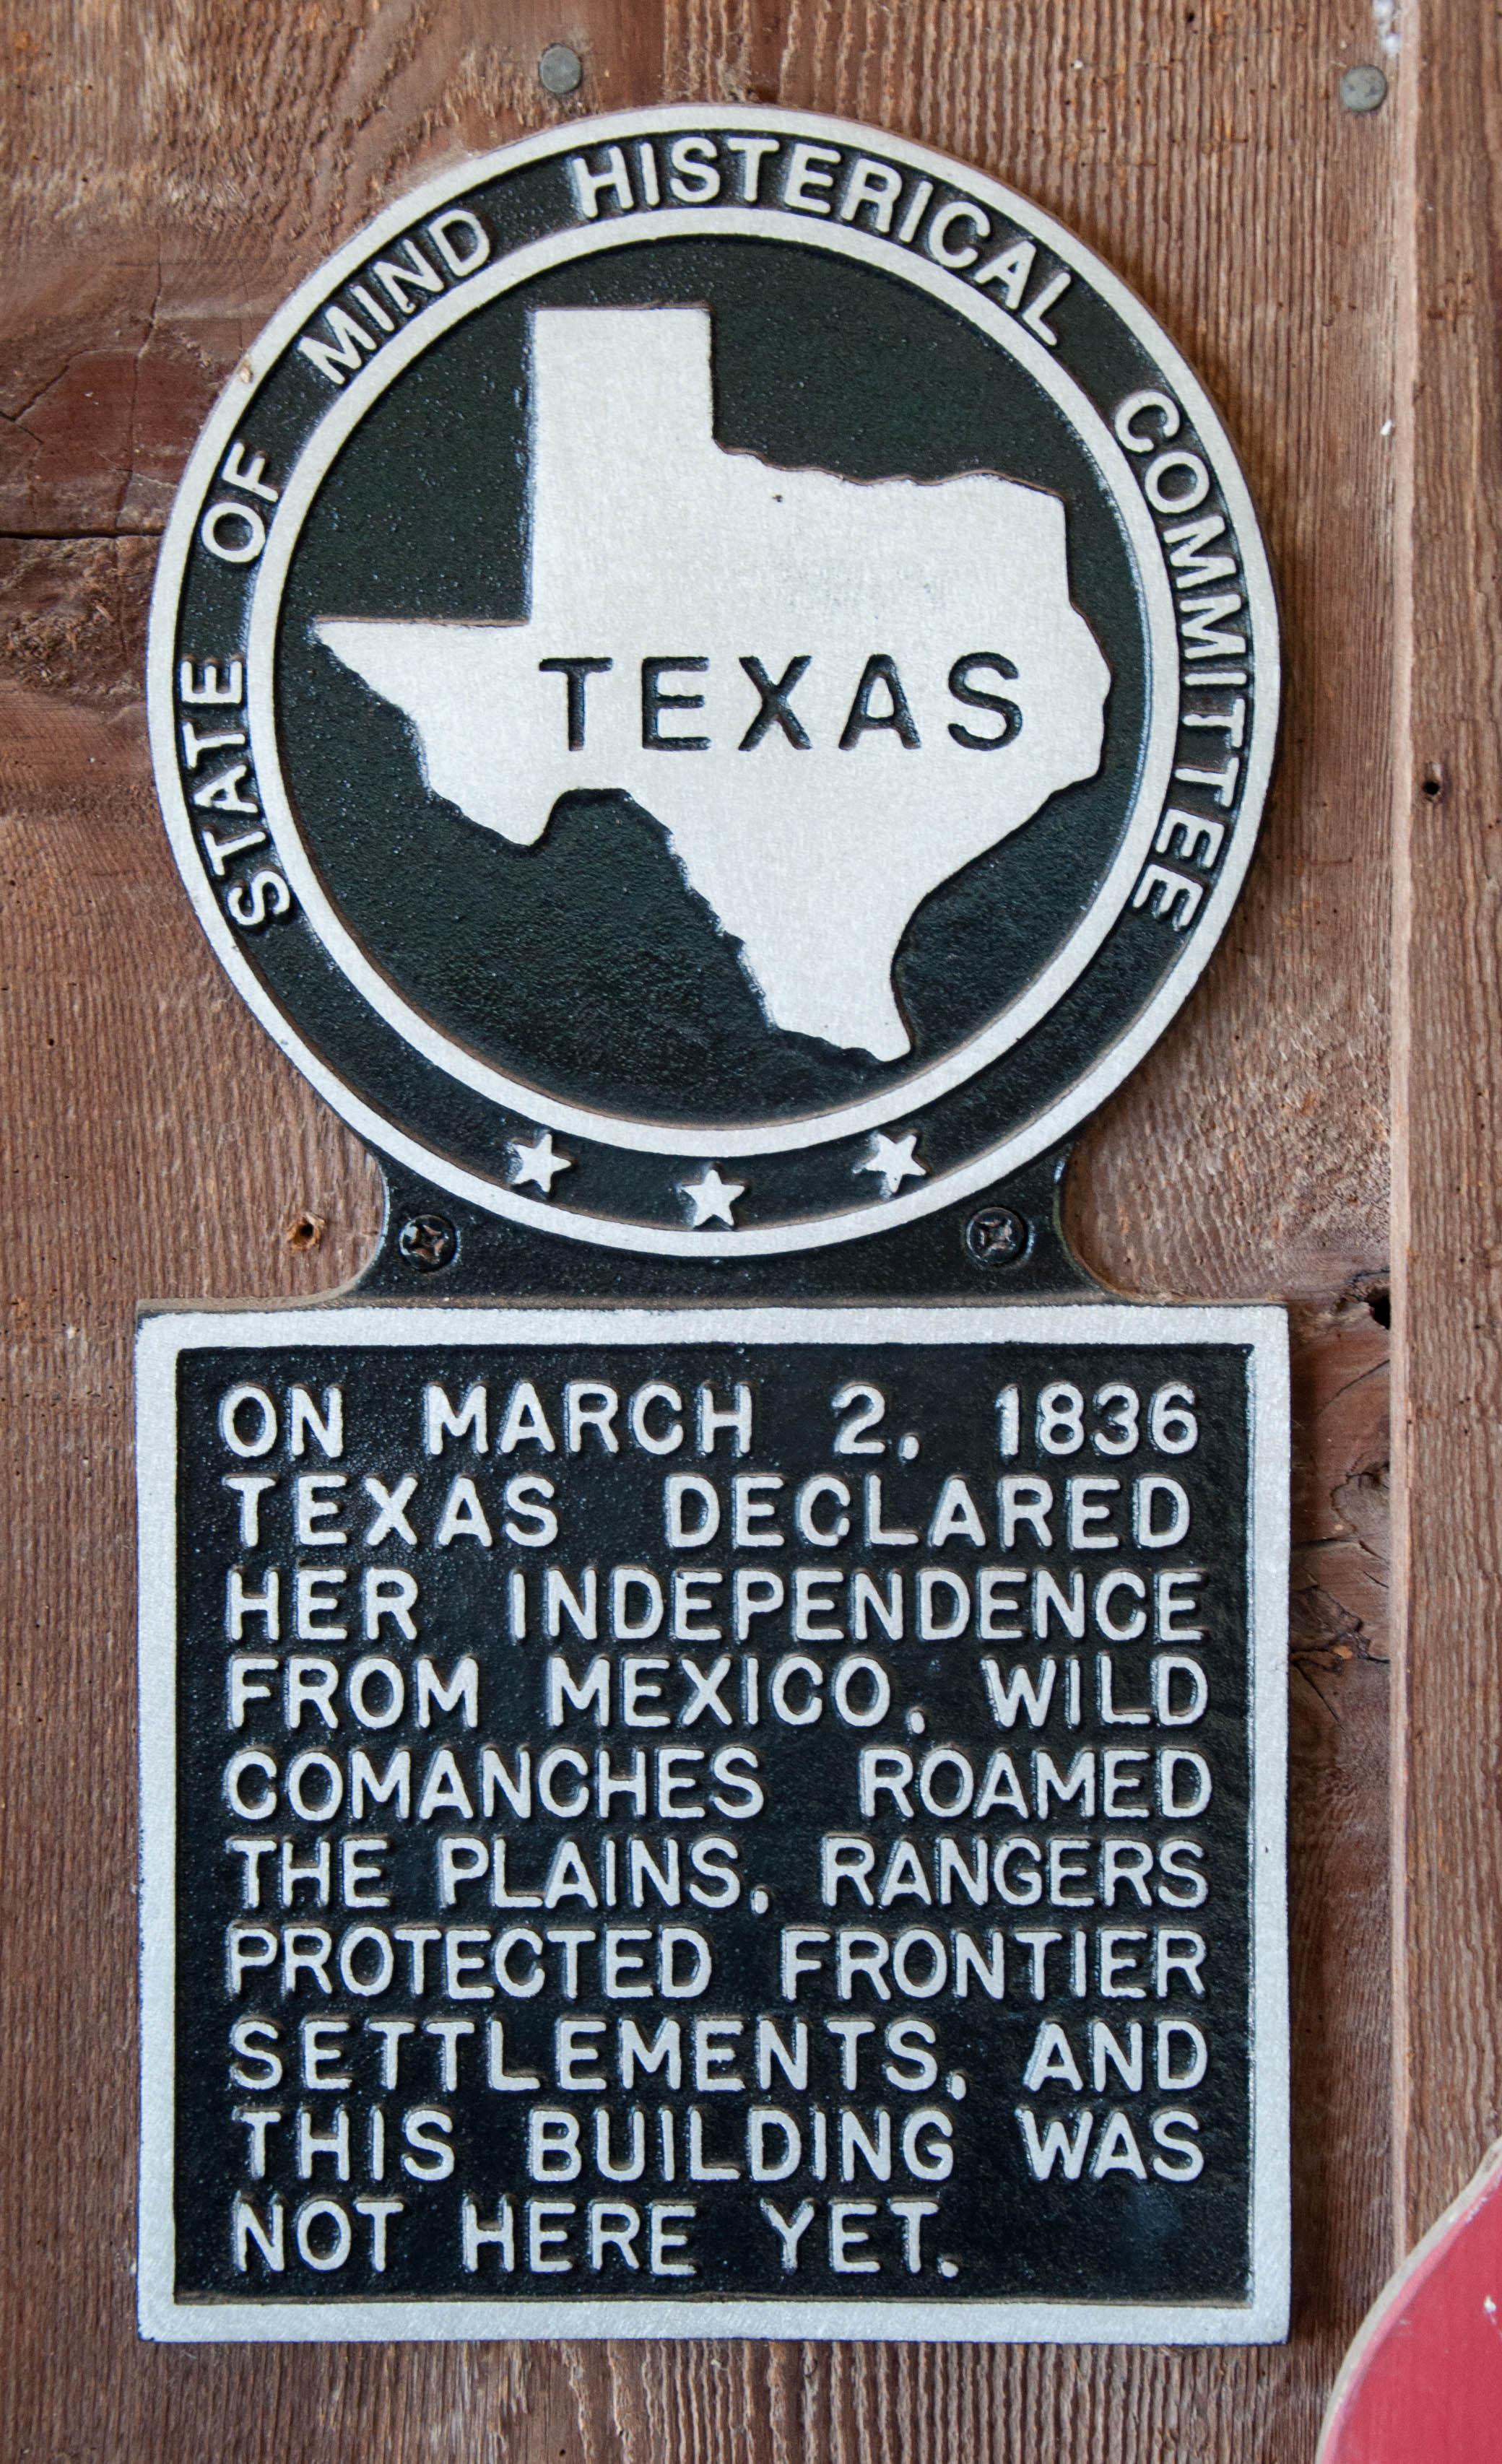 STATE OF MIND HISTERICAL COMMITTEE
TEXAS
ON MARCH 2, 1836
TEXAS DECLARED
HER INDEPENDENCE
FROM MEXICO, WILD
COMANCHES ROAMED
THE PLAINS, RANGERS
PROTECTED FRONTIER
SETTLEMENTS, AND
THIS BUILDING WAS
NOT HERE YET.